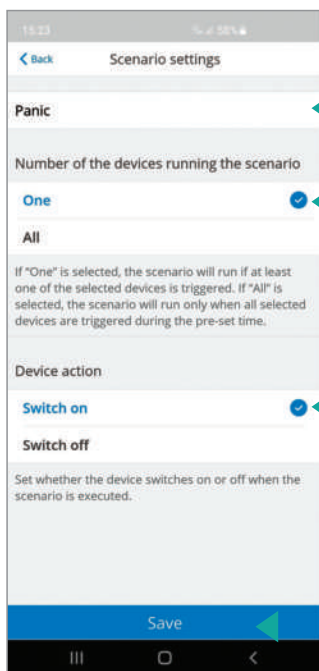 15:23
58%
Back
Scenario settings
Panic
Number of the devices running the scenario
One
All
If "One" is selected, the scenario will run if at least
one of the selected devices is triggered. If "All" is
selected, the scenario will run only when all selected
devices are triggered during the pre-set time.
Device action
Switch on
Switch off
Set whether the device switches on or off when the
scenario is executed.
Save